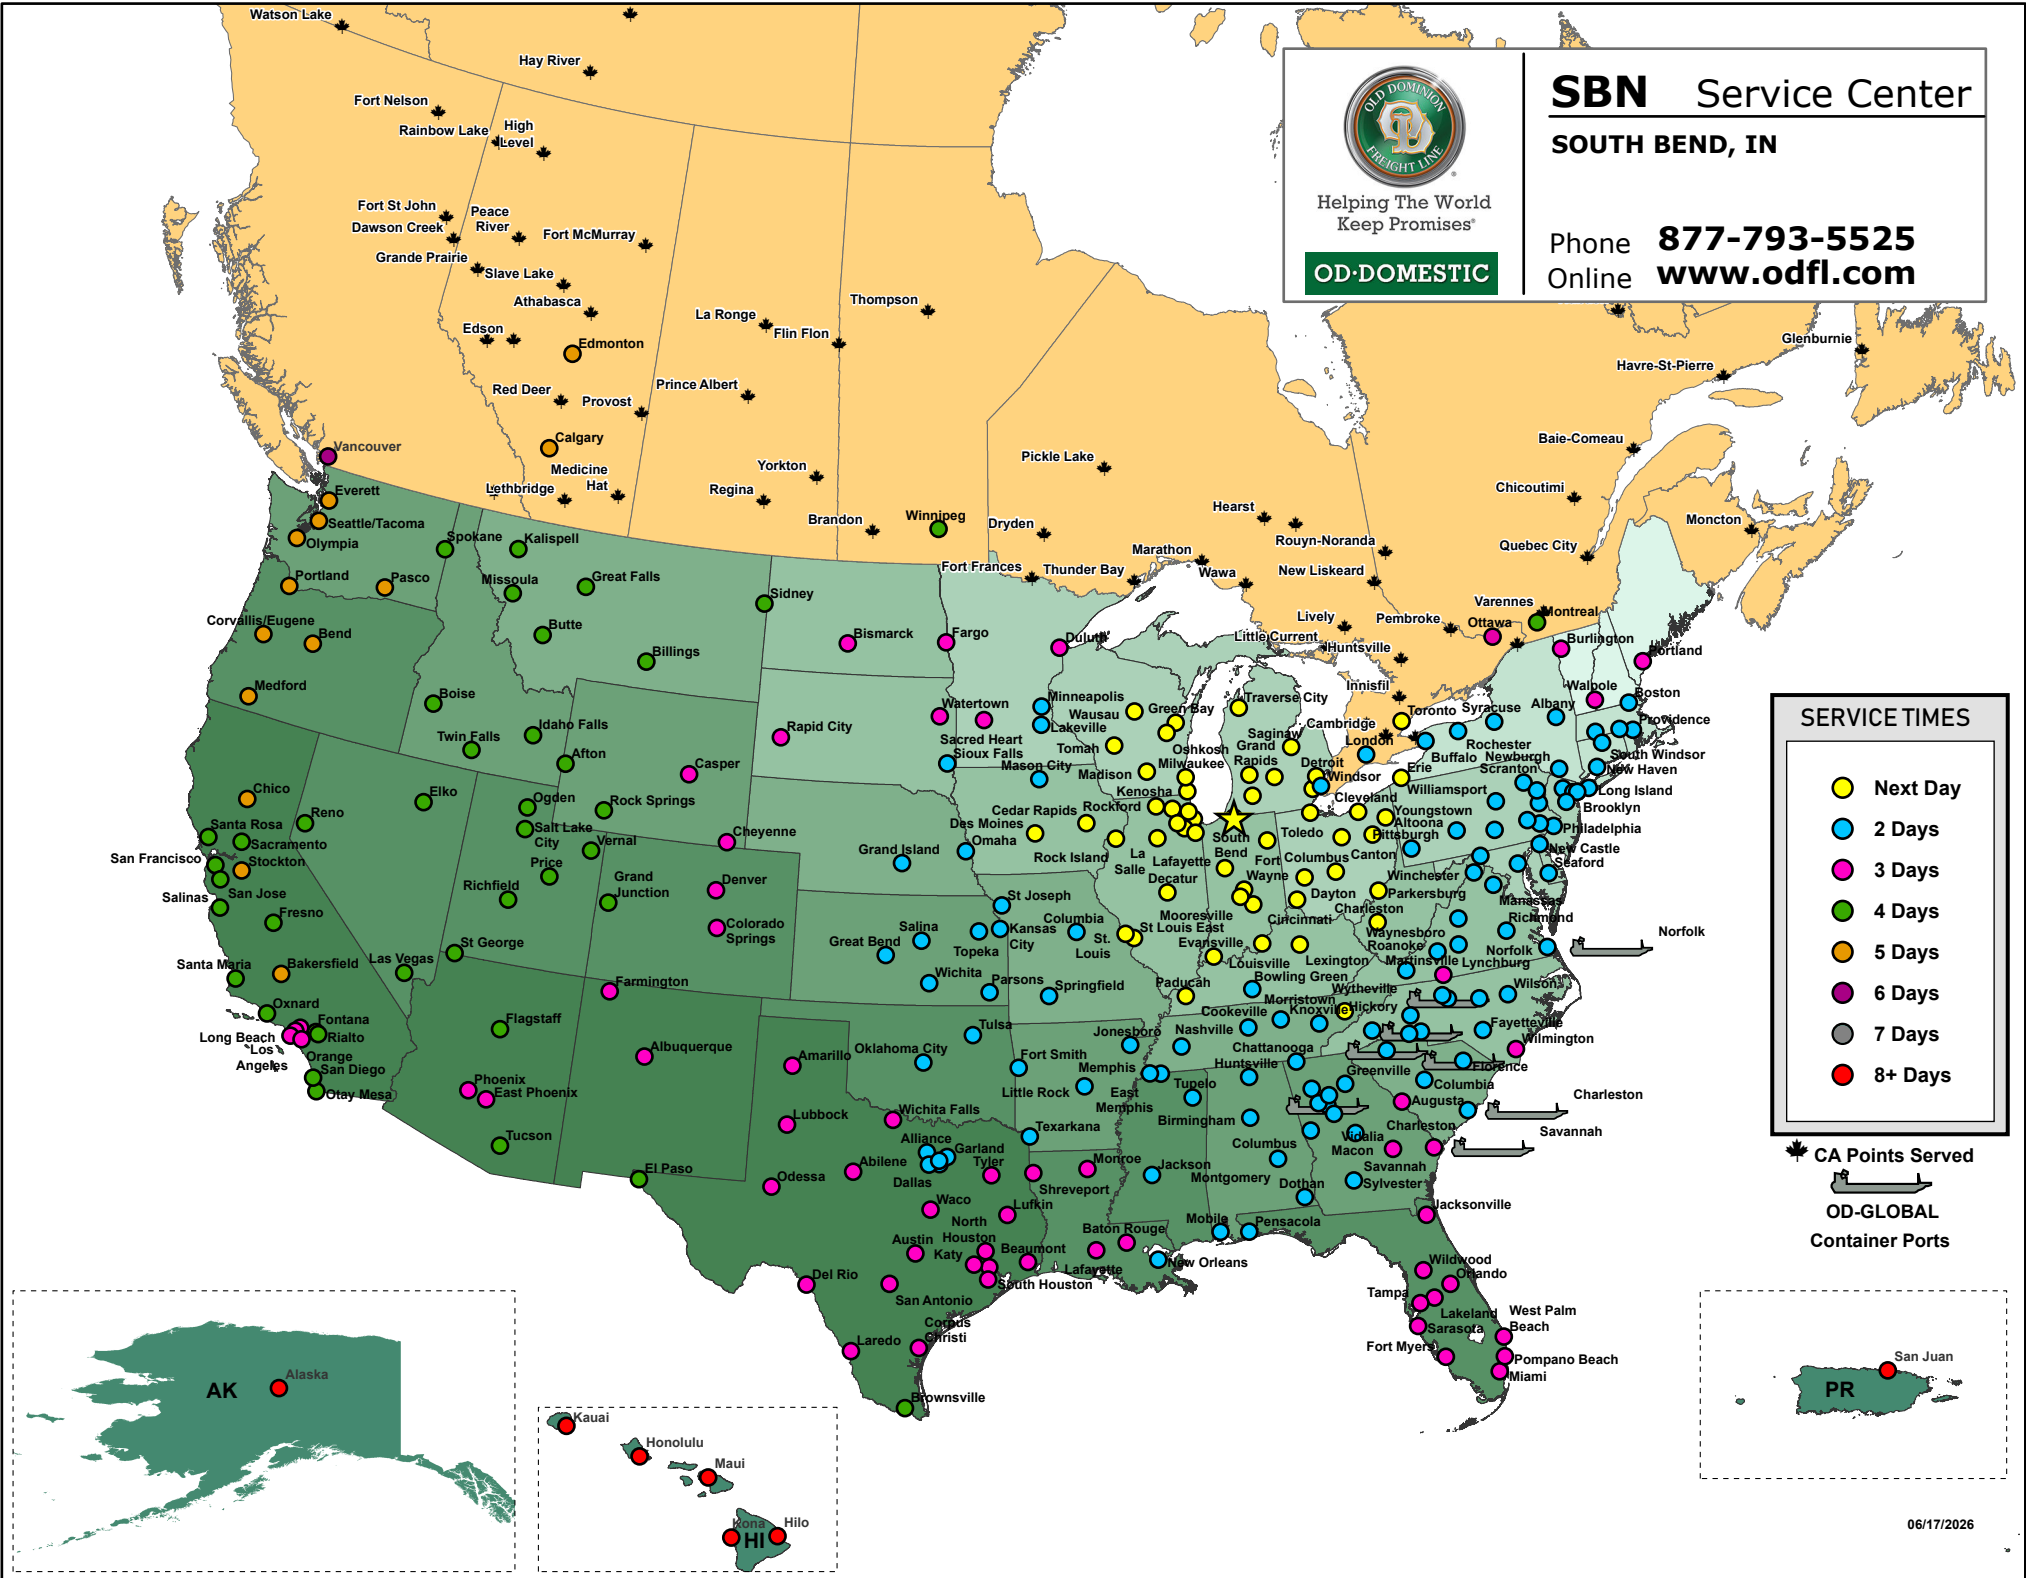 Watson Lake
Hay River
Fort Nelson
Rainbow Lake
High
Level
Fort St John
Dawson Creek
Peace
River
Fort McMurray
Grande Prairie
Slave Lake
Athabasca
Edson
Edmonton
Red Deer
Provost
Calgary
Medicine
Hat
Lethbridge
Vancouver
La Ronge
Flin Flon
Prince Albert
Yorkton
Regina
Thompson
Brandon
Winnipeg
Dryden
Pickle Lake
Fort Frances
Thunder Bay
Marathon
Wawa
Hearst
Rouyn-Noranda
New Liskeard
Lively
Little Current
Huntsville
Pembroke
Innisfil
Cambridge
London
Toronto
Ottawa
Varennes
Montreal
Quebec City
Chicoutimi
Baie-Comeau
Havre-St-Pierre
Glenburnie
Moncton
OLD DOMINION
FREIGHT LINE
Helping The World
Keep Promises®
OD·DOMESTIC
SBN Service Center
SOUTH BEND, IN
Phone 877-793-5525
Online www.odfl.com
Everett
Seattle/Tacoma
Olympia
Spokane
Kalispell
Portland
Pasco
Missoula
Great Falls
Sidney
Corvallis/Eugene
Bend
Butte
Billings
Medford
Boise
Idaho Falls
Twin Falls
Afton
Casper
Chico
Reno
Elko
Ogden
Rock Springs
Salt Lake
City
Vernal
Cheyenne
Santa Rosa
Sacramento
San Francisco
Stockton
San Jose
Salinas
Fresno
Price
Richfield
Grand
Junction
Denver
Colorado
Springs
Santa Maria
Bakersfield
Las Vegas
St George
Farmington
Oxnard
Fontana
Rialto
Long Beach
Los
Angeles
Orange
San Diego
Otay Mesa
Flagstaff
Albuquerque
Phoenix
East Phoenix
Tucson
El Paso
Bismarck
Fargo
Duluth
Rapid City
Watertown
Sacred Heart
Sioux Falls
Minneapolis
Lakeville
Mason City
Wausau
Green Bay
Tomah
Oshkosh
Milwaukee
Madison
Kenosha
Traverse City
Saginaw
Grand
Rapids
Detroit
Windsor
Cedar Rapids
Rockford
Des Moines
Omaha
Grand Island
Rock Island
La
Salle
Lafayette
Decatur
South
Bend
Fort
Wayne
Toledo
Cleveland
Erie
Youngstown
Columbus
Canton
Pittsburgh
Altoona
Dayton
Parkersburg
Winchester
Charleston
Cincinnati
Mooresville
St Louis East
St.
Louis
Evansville
Louisville
Lexington
Bowling Green
Paducah
St Joseph
Kansas
City
Columbia
Salina
Topeka
Great Bend
Wichita
Parsons
Springfield
Tulsa
Oklahoma City
Amarillo
Lubbock
Wichita Falls
Fort Smith
Little Rock
Jonesboro
Memphis
East
Memphis
Texarkana
Alliance
Garland
Dallas
Tyler
Abilene
Odessa
Waco
Lufkin
Shreveport
Monroe
North
Houston
Austin
Katy
Beaumont
South Houston
Del Rio
San Antonio
Laredo
Corpus
Christi
Brownsville
Baton Rouge
Lafayette
New Orleans
Jackson
Mobile
Pensacola
Montgomery
Dothan
Birmingham
Tupelo
Huntsville
Nashville
Cookeville
Morristown
Knoxville
Chattanooga
Hickory
Wytheville
Martinsville
Lynchburg
Roanoke
Waynesboro
Richmond
Norfolk
Norfolk
Manassas
Wilson
Fayetteville
Wilmington
Florence
Greenville
Columbia
Augusta
Charleston
Charleston
Savannah
Savannah
Vidalia
Macon
Columbus
Sylvester
Jacksonville
Wildwood
Orlando
Tampa
Lakeland
Sarasota
Fort Myers
West Palm
Beach
Pompano Beach
Miami
Burlington
Portland
Walpole
Boston
Providence
Albany
Syracuse
Rochester
Buffalo
Newburgh
Scranton
South Windsor
New Haven
Long Island
Brooklyn
Williamsport
Philadelphia
New Castle
Seaford
SERVICE TIMES
Next Day
2 Days
3 Days
4 Days
5 Days
6 Days
7 Days
8+ Days
CA Points Served
OD-GLOBAL
Container Ports
AK
Alaska
Kauai
Honolulu
Maui
Kona
Hilo
HI
San Juan
PR
06/17/2026